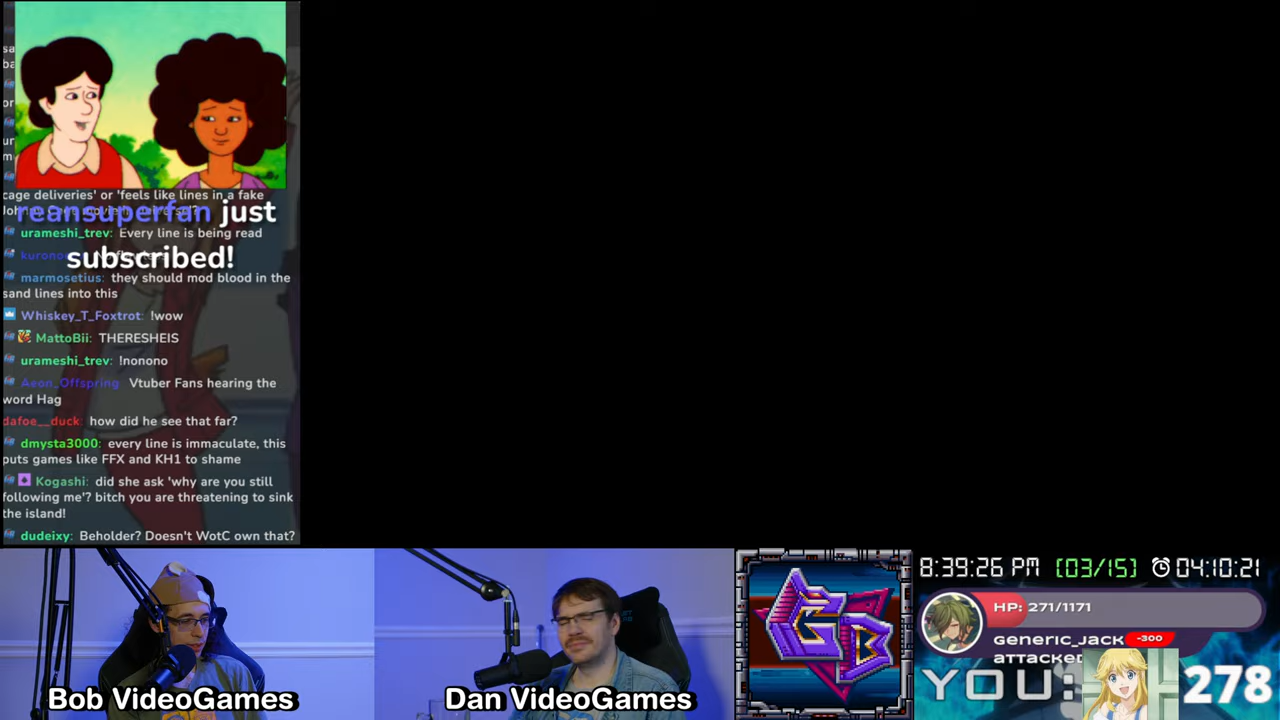 sa
ba
or
ur
m
cage deliveries' or 'feels like lines in a fake
reansuperfan just
subscribed!
urameshi_trev: Every line is being read
marmosetius: they should mod blood in the
sand lines into this
Whiskey_T_Foxtrot: !wow
MattoBii: THERESHEIS
urameshi_trev: !nonono
Aeon_Offspring: Vtuber Fans hearing the
word Hag
dafoe__duck: how did he see that far?
dmysta3000: every line is immaculate, this
puts games like FFX and KH1 to shame
Kogashi: did she ask 'why are you still
following me'? bitch you are threatening to sink
the island!
dudeixy: Beholder? Doesn't WotC own that?
Bob VideoGames
Dan VideoGames
GB
8:39:26 PM [03/15] 04:10:21
HP: 271/1171
Generic_Jack -300
attacked
YOU: 278